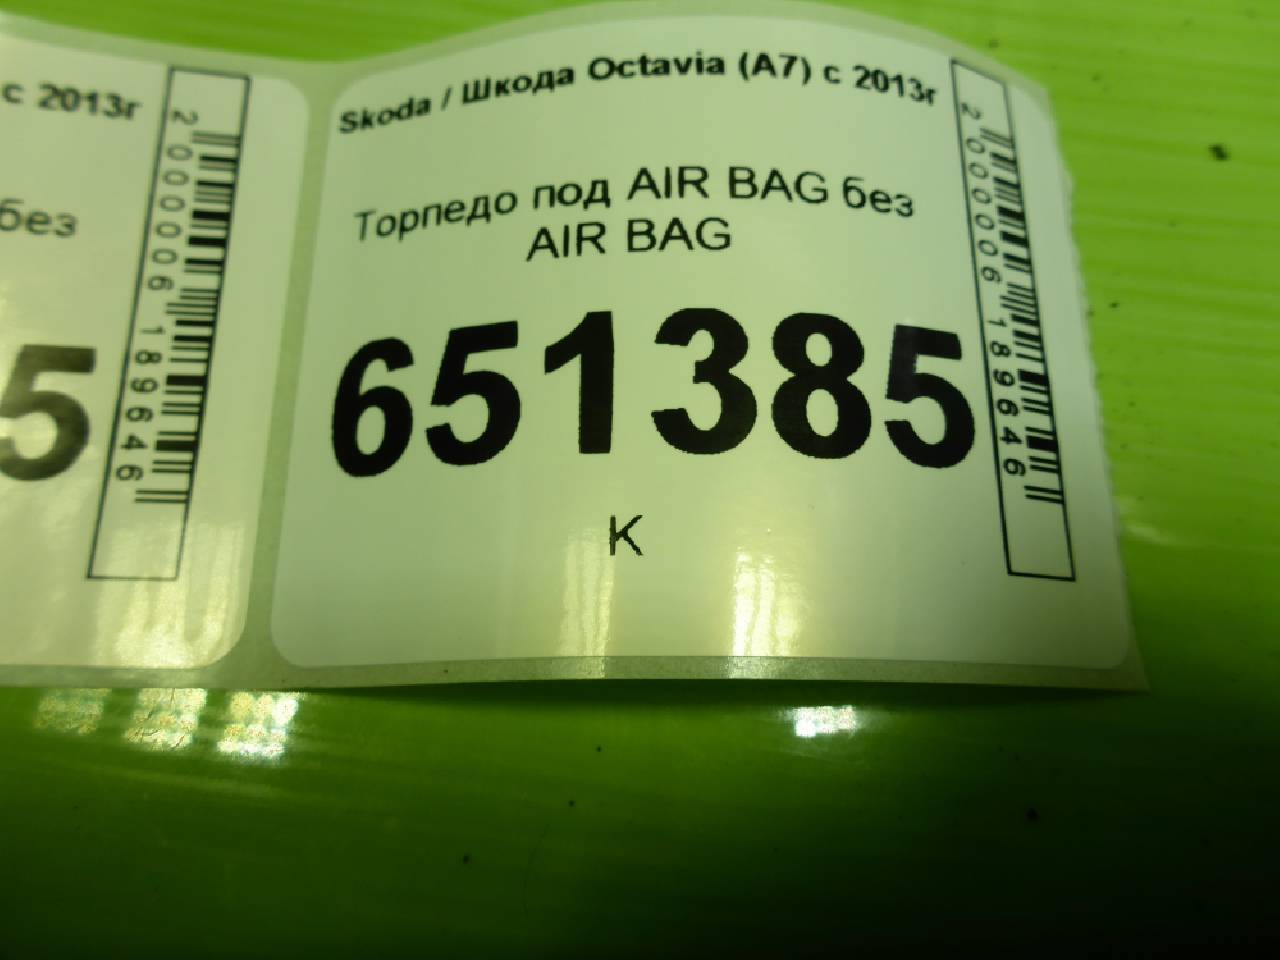 с 2013г
без
5
2000006189646
Skoda / Шкода Octavia (A7) с 2013г
Торпедо под AIR BAG без
AIR BAG
651385
К
2000006189646